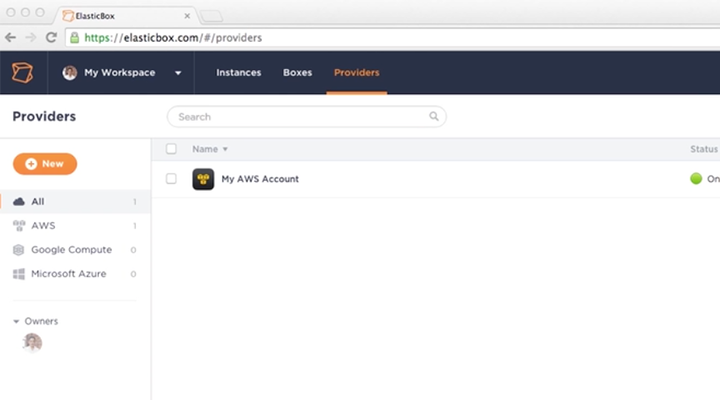 ElasticBox
https://elasticbox.com/#/providers
My Workspace Instances Boxes Providers
Providers
Search
New
Name Status
My AWS Account On
All 1
AWS 1
Google Compute 0
Microsoft Azure 0
Owners